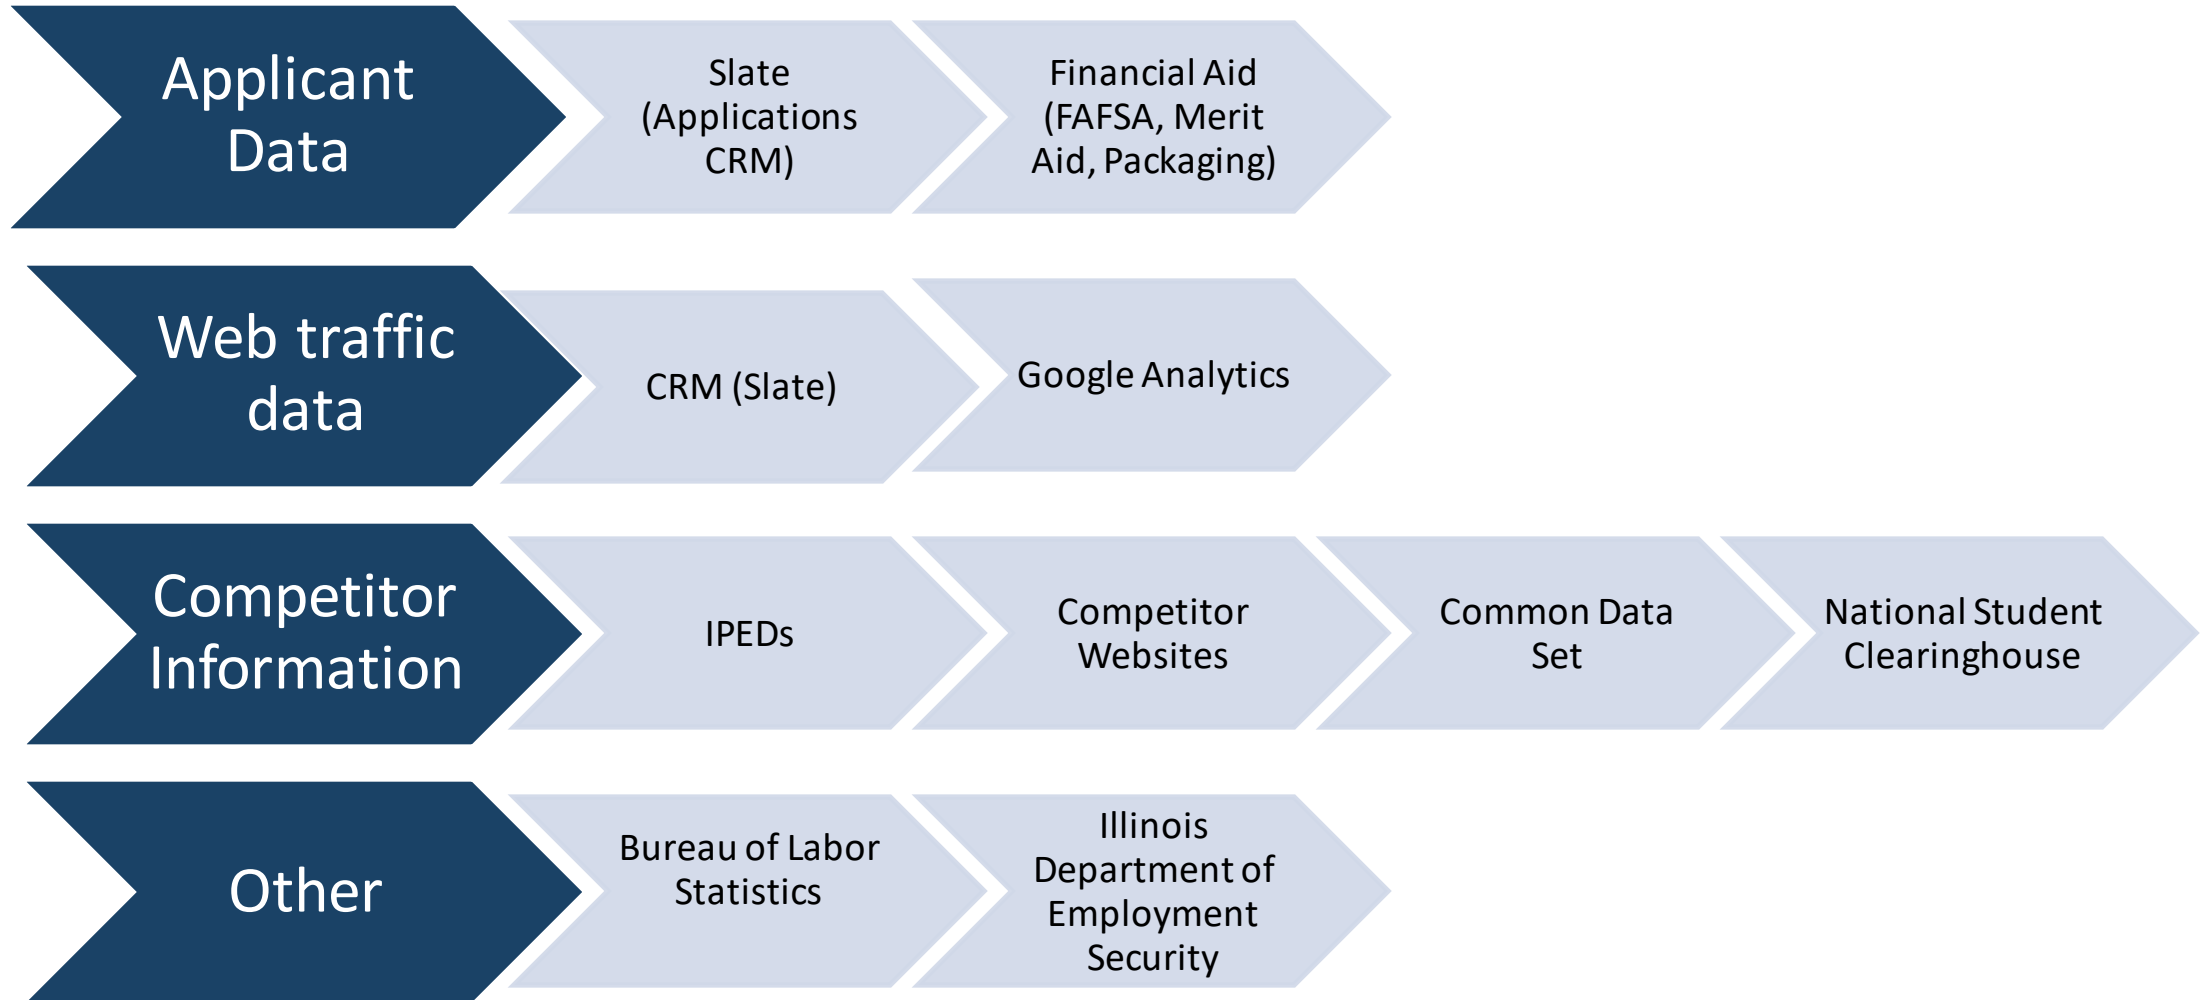 Applicant
Data
Slate
(Applications
CRM)
Financial Aid
(FAFSA, Merit
Aid, Packaging)
Web traffic
data
CRM (Slate)
Google Analytics
Competitor
Information
IPEDs
Competitor
Websites
Common Data
Set
National Student
Clearinghouse
Other
Bureau of Labor
Statistics
Illinois
Department of
Employment
Security